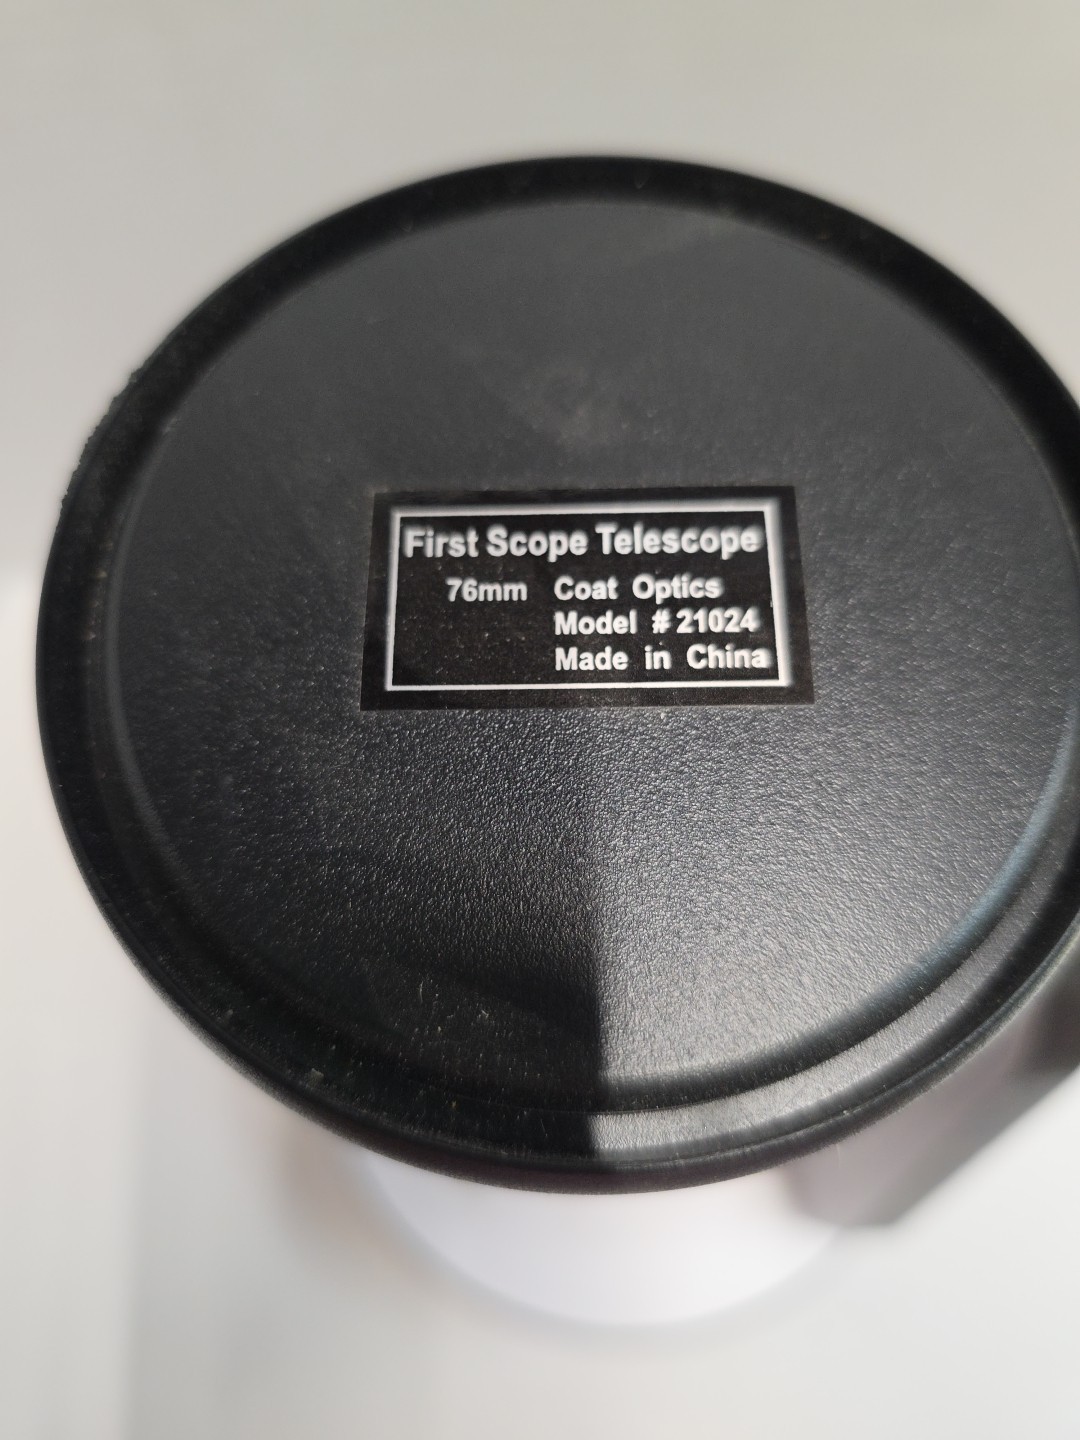 First Scope Telescope
76mm Coat Optics
Model # 21024
Made in China